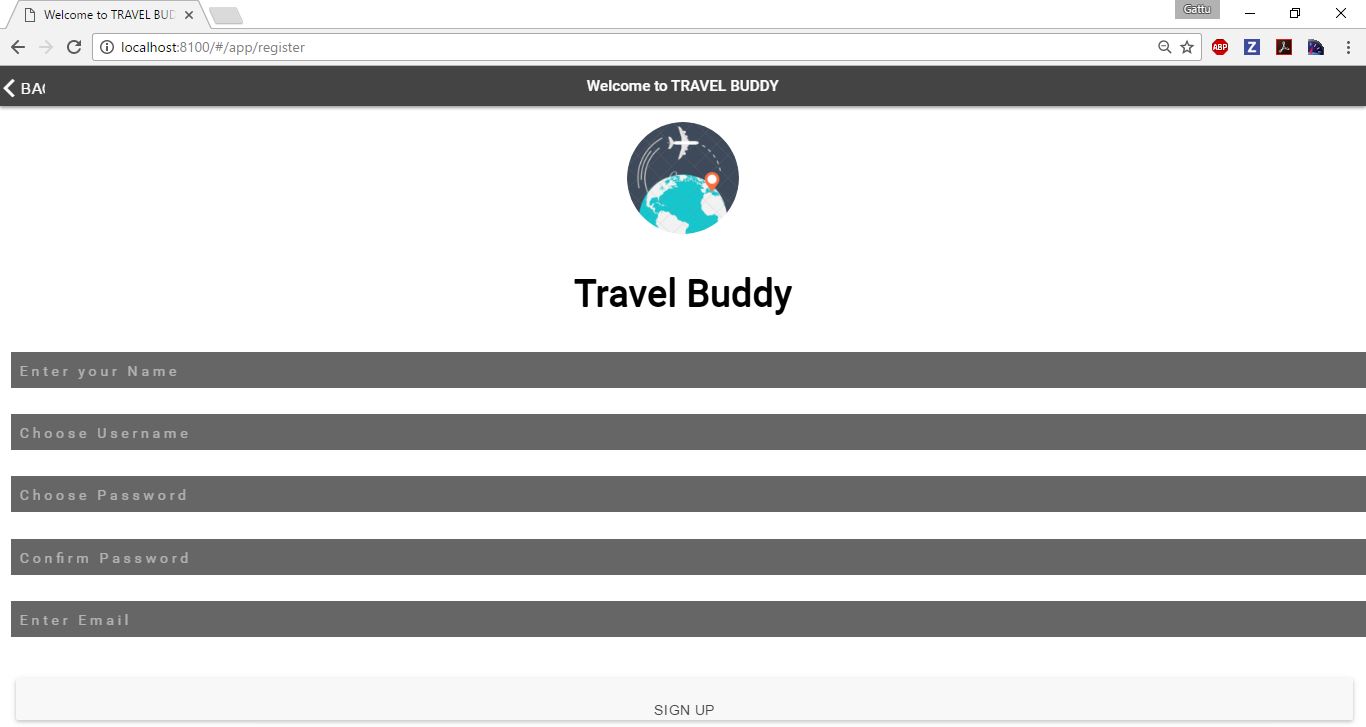 Welcome to TRAVEL BUD
Gattu
localhost:8100/#/app/register
ABP
Z
BAC
Welcome to TRAVEL BUDDY
Travel Buddy
Enter your Name
Choose Username
Choose Password
Confirm Password
Enter Email
SIGN UP